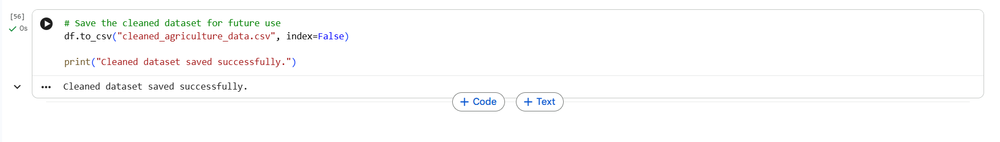 [56]
0s
# Save the cleaned dataset for future use
df.to_csv("cleaned_agriculture_data.csv", index=False)
print("Cleaned dataset saved successfully.")
Cleaned dataset saved successfully.
+ Code + Text